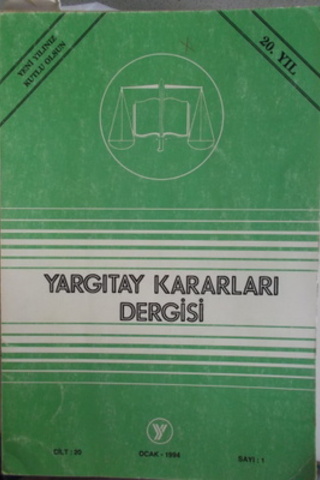 YENİ YILINIZ
KUTLU OLSUN
20. YIL
YARGITAY KARARLARI
DERGİSİ
Y
CİLT : 20
OCAK - 1994
SAYI : 1